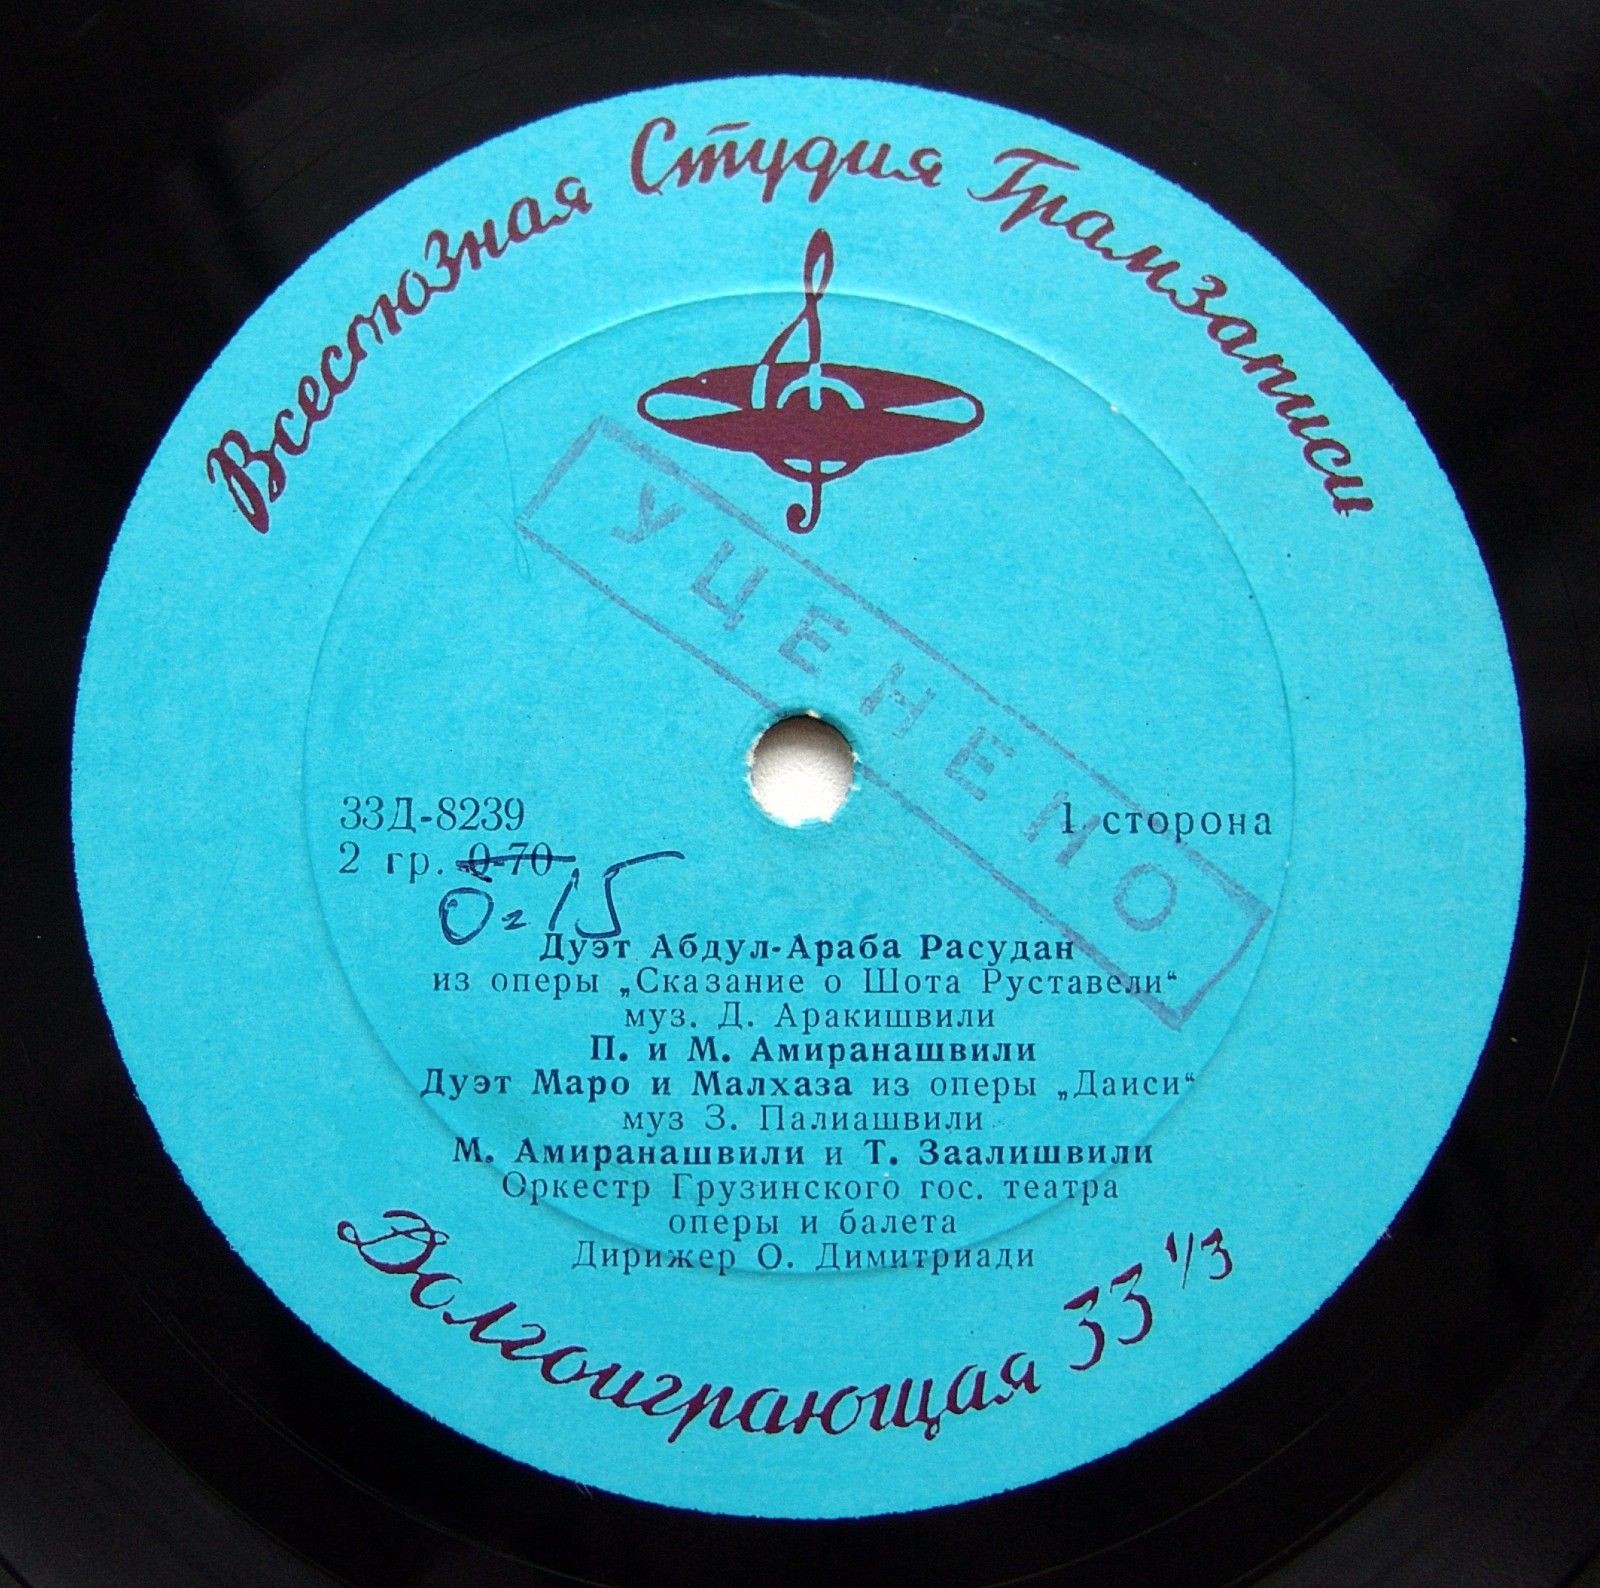 Всесоюзная Студия Грамзаписи
УЦЕНЕНО
33Д-8239
1 сторона
2 гр. 0-70
0=15
Дуэт Абдул-Араба Расудан
из оперы „Сказание о Шота Руставели“
муз. Д. Аракишвили
П. и М. Амиранашвили
Дуэт Маро и Малхаза из оперы „Даиси“
муз З. Палиашвили
М. Амиранашвили и Т. Заалишвили
Оркестр Грузинского гос. театра
оперы и балета
Дирижер О. Димитриади
Долгоиграющая 33 1/3